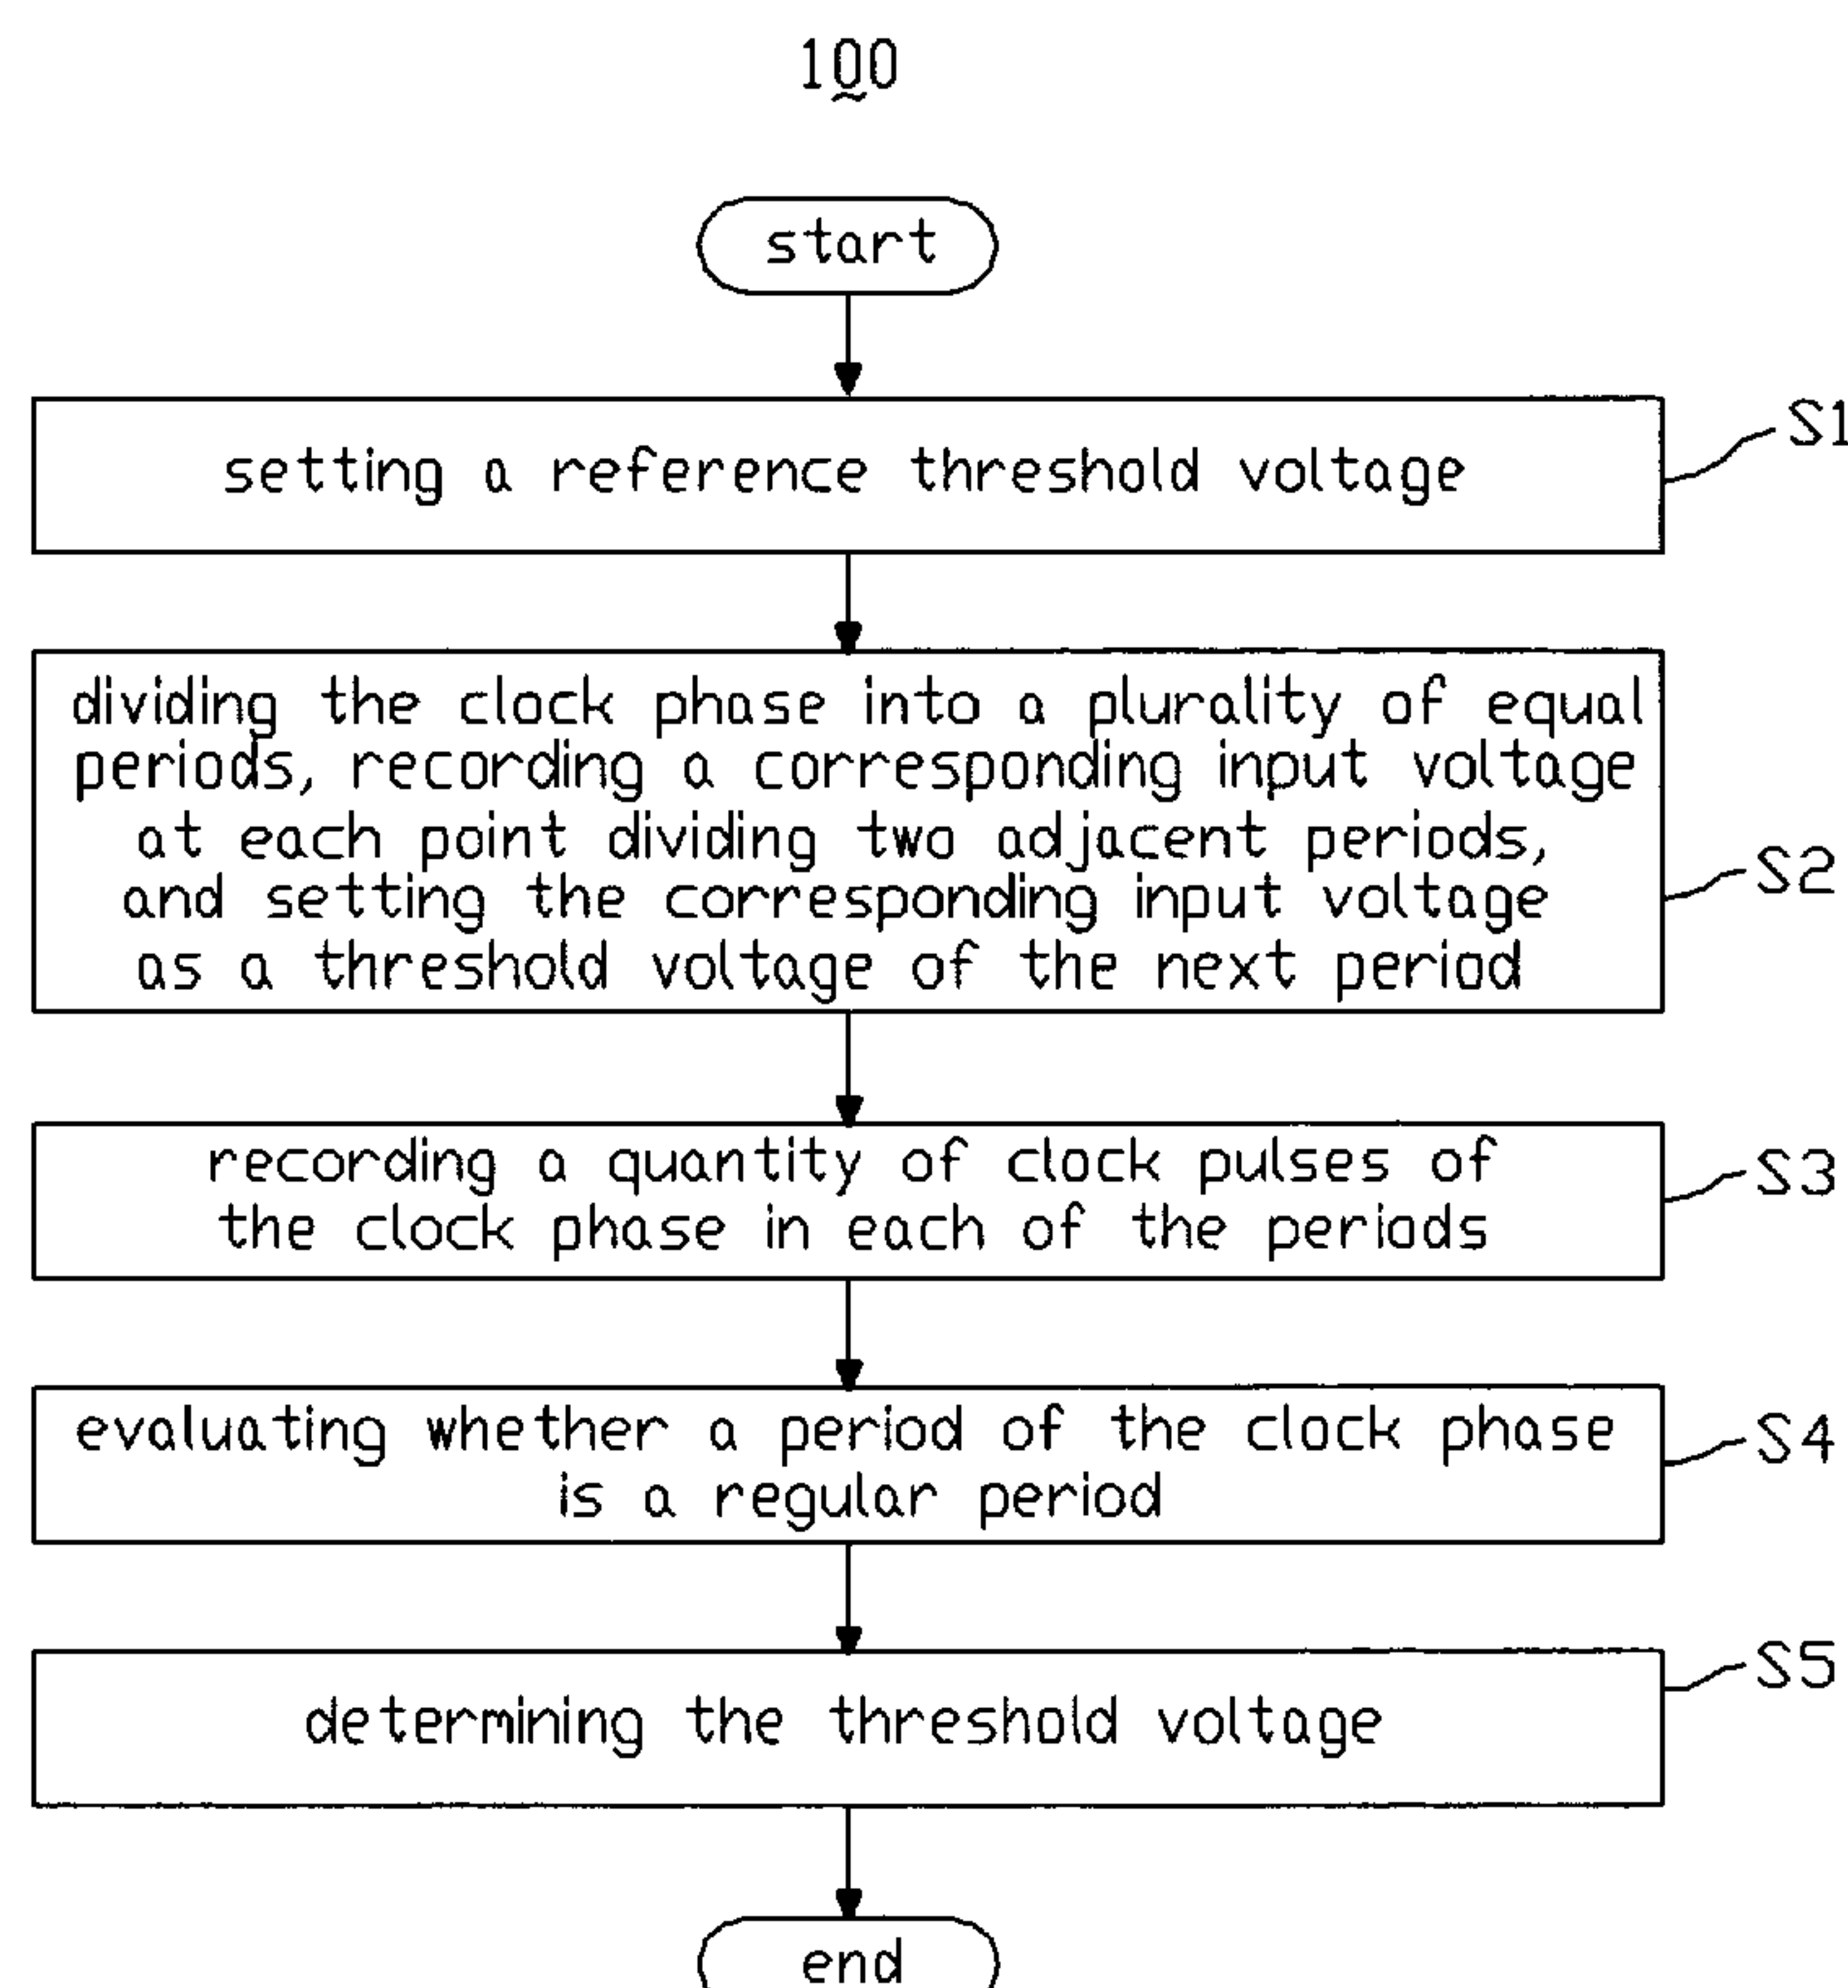 100
start
setting a reference threshold voltage
S1
dividing the clock phase into a plurality of equal
periods, recording a corresponding input voltage
at each point dividing two adjacent periods,
and setting the corresponding input voltage
as a threshold voltage of the next period
S2
recording a quantity of clock pulses of
the clock phase in each of the periods
S3
evaluating whether a period of the clock phase
is a regular period
S4
determining the threshold voltage
S5
end